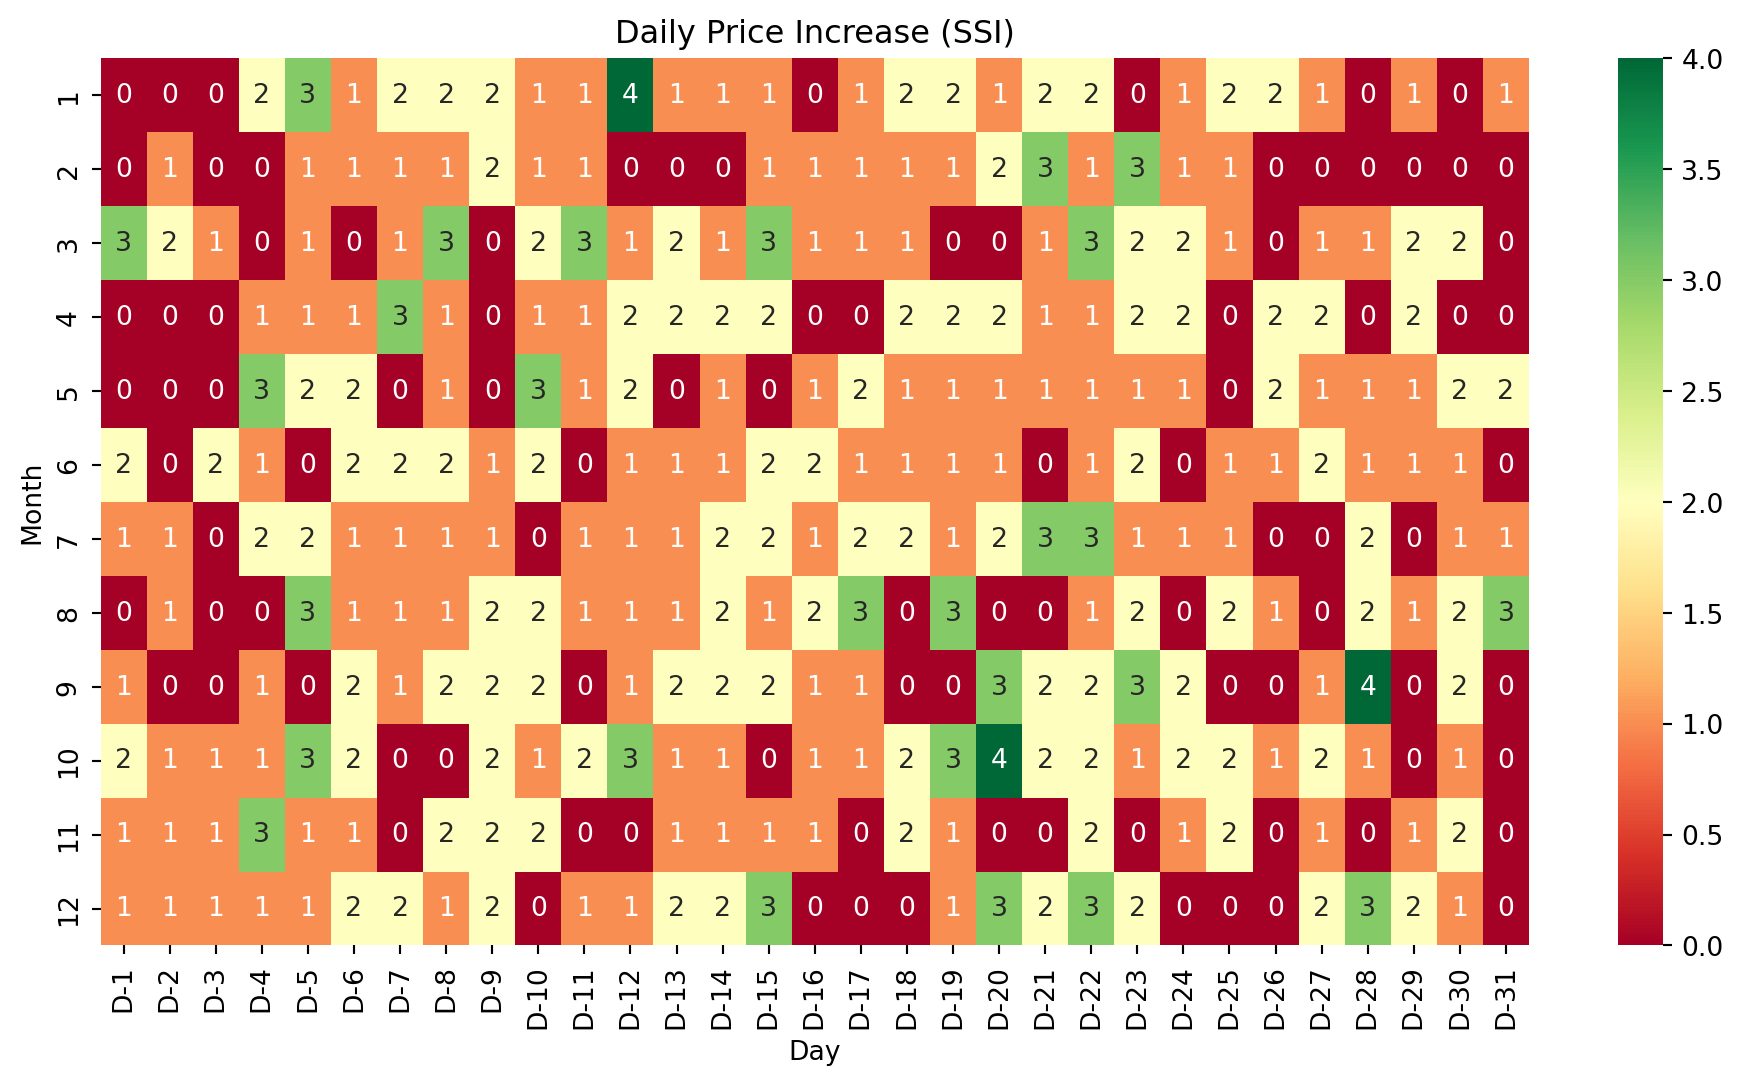 Daily Price Increase (SSI)
1 0 0 0 2 3 1 2 2 2 1 1 4 1 1 1 0 1 2 2 1 2 2 0 1 2 2 1 0 1 0 1
2 0 1 0 0 1 1 1 1 2 1 1 0 0 0 1 1 1 1 1 2 3 1 3 1 1 0 0 0 0 0 0
3 3 2 1 0 1 0 1 3 0 2 3 1 2 1 3 1 1 1 0 0 1 3 2 2 1 0 1 1 2 2 0
4 0 0 0 1 1 1 3 1 0 1 1 2 2 2 2 0 0 2 2 2 1 1 2 2 0 2 2 0 2 0 0
5 0 0 0 3 2 2 0 1 0 3 1 2 0 1 0 1 2 1 1 1 1 1 1 1 0 2 1 1 1 2 2
6 2 0 2 1 0 2 2 2 1 2 0 1 1 1 2 2 1 1 1 1 0 1 2 0 1 1 2 1 1 1 0
7 1 1 0 2 2 1 1 1 1 0 1 1 1 2 2 1 2 2 1 2 3 3 1 1 1 0 0 2 0 1 1
8 0 1 0 0 3 1 1 1 2 2 1 1 1 2 1 2 3 0 3 0 0 1 2 0 2 1 0 2 1 2 3
9 1 0 0 1 0 2 1 2 2 2 0 1 2 2 2 1 1 0 0 3 2 2 3 2 0 0 1 4 0 2 0
10 2 1 1 1 3 2 0 0 2 1 2 3 1 1 0 1 1 2 3 4 2 2 1 2 2 1 2 1 0 1 0
11 1 1 1 3 1 1 0 2 2 2 0 0 1 1 1 1 0 2 1 0 0 2 0 1 2 0 1 0 1 2 0
12 1 1 1 1 1 2 2 1 2 0 1 1 2 2 3 0 0 0 1 3 2 3 2 0 0 0 2 3 2 1 0
Month
D-1 D-2 D-3 D-4 D-5 D-6 D-7 D-8 D-9 D-10 D-11 D-12 D-13 D-14 D-15 D-16 D-17 D-18 D-19 D-20 D-21 D-22 D-23 D-24 D-25 D-26 D-27 D-28 D-29 D-30 D-31
Day
4.0
3.5
3.0
2.5
2.0
1.5
1.0
0.5
0.0